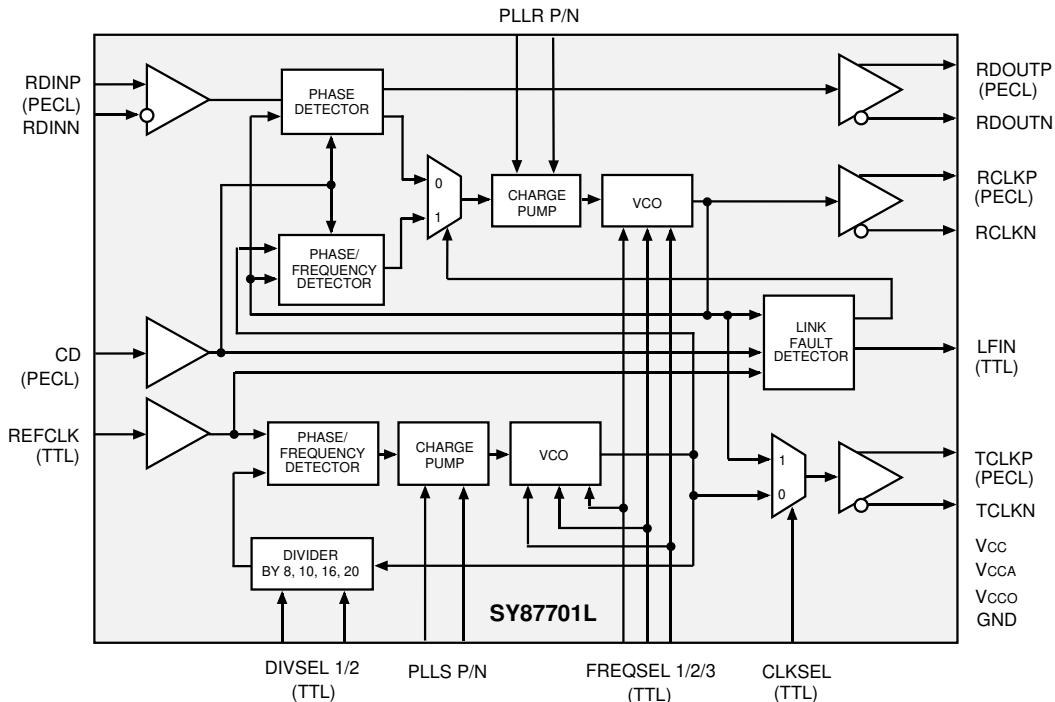 PLLR P/N
RDINP
(PECL)
RDINN
PHASE
DETECTOR
RDOUTP
(PECL)
RDOUTN
0
1
CHARGE
PUMP
VCO
RCLKP
(PECL)
RCLKN
PHASE/
FREQUENCY
DETECTOR
CD
(PECL)
LINK
FAULT
DETECTOR
LFIN
(TTL)
REFCLK
(TTL)
PHASE/
FREQUENCY
DETECTOR
CHARGE
PUMP
VCO
1
0
TCLKP
(PECL)
TCLKN
DIVIDER
BY 8, 10, 16, 20
VCC
VCCA
VCCO
GND
SY87701L
DIVSEL 1/2
(TTL)
PLLS P/N
FREQSEL 1/2/3
(TTL)
CLKSEL
(TTL)